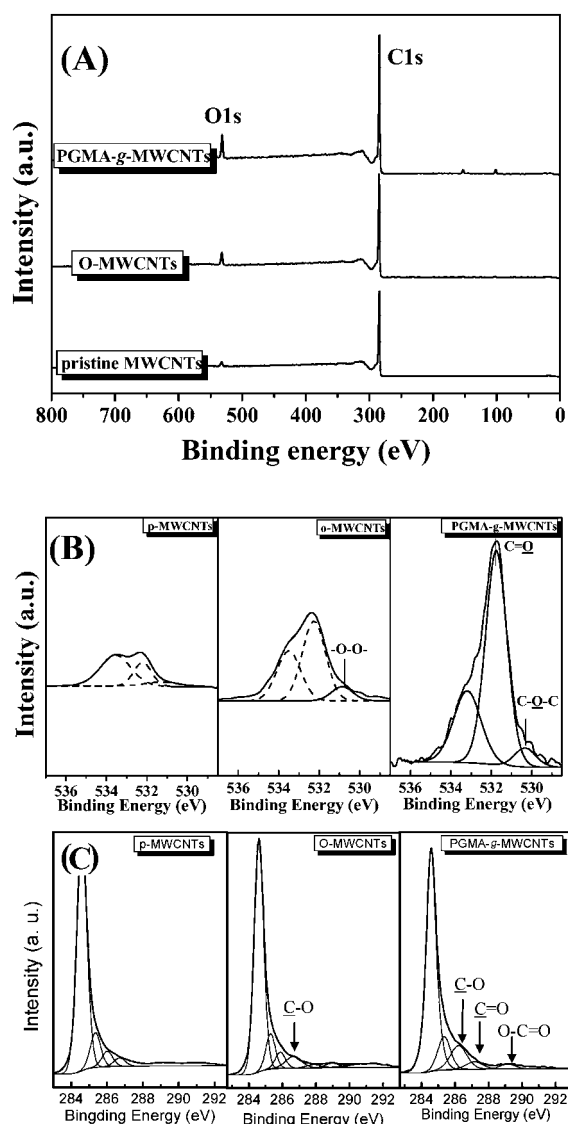 (A)
C1s
O1s
PGMA-g-MWCNTs
O-MWCNTs
pristine MWCNTs
Intensity (a.u.)
800 700 600 500 400 300 200 100 0
Binding energy (eV)
(B)
p-MWCNTs
o-MWCNTs
PGMA-g-MWCNTs
C=O
-O-O-
C-O-C
Intensity (a.u.)
536 534 532 530
536 534 532 530
536 534 532 530
Binding Energy (eV)
Binding Energy (eV)
Binding Energy (eV)
(C)
p-MWCNTs
O-MWCNTs
PGMA-g-MWCNTs
C-O
C-O
C=O
O-C=O
Intensity (a. u.)
284 286 288 290 292
284 286 288 290 292
284 286 288 290 292
Bingding Energy (eV)
Binding Energy (eV)
Binding Energy (eV)